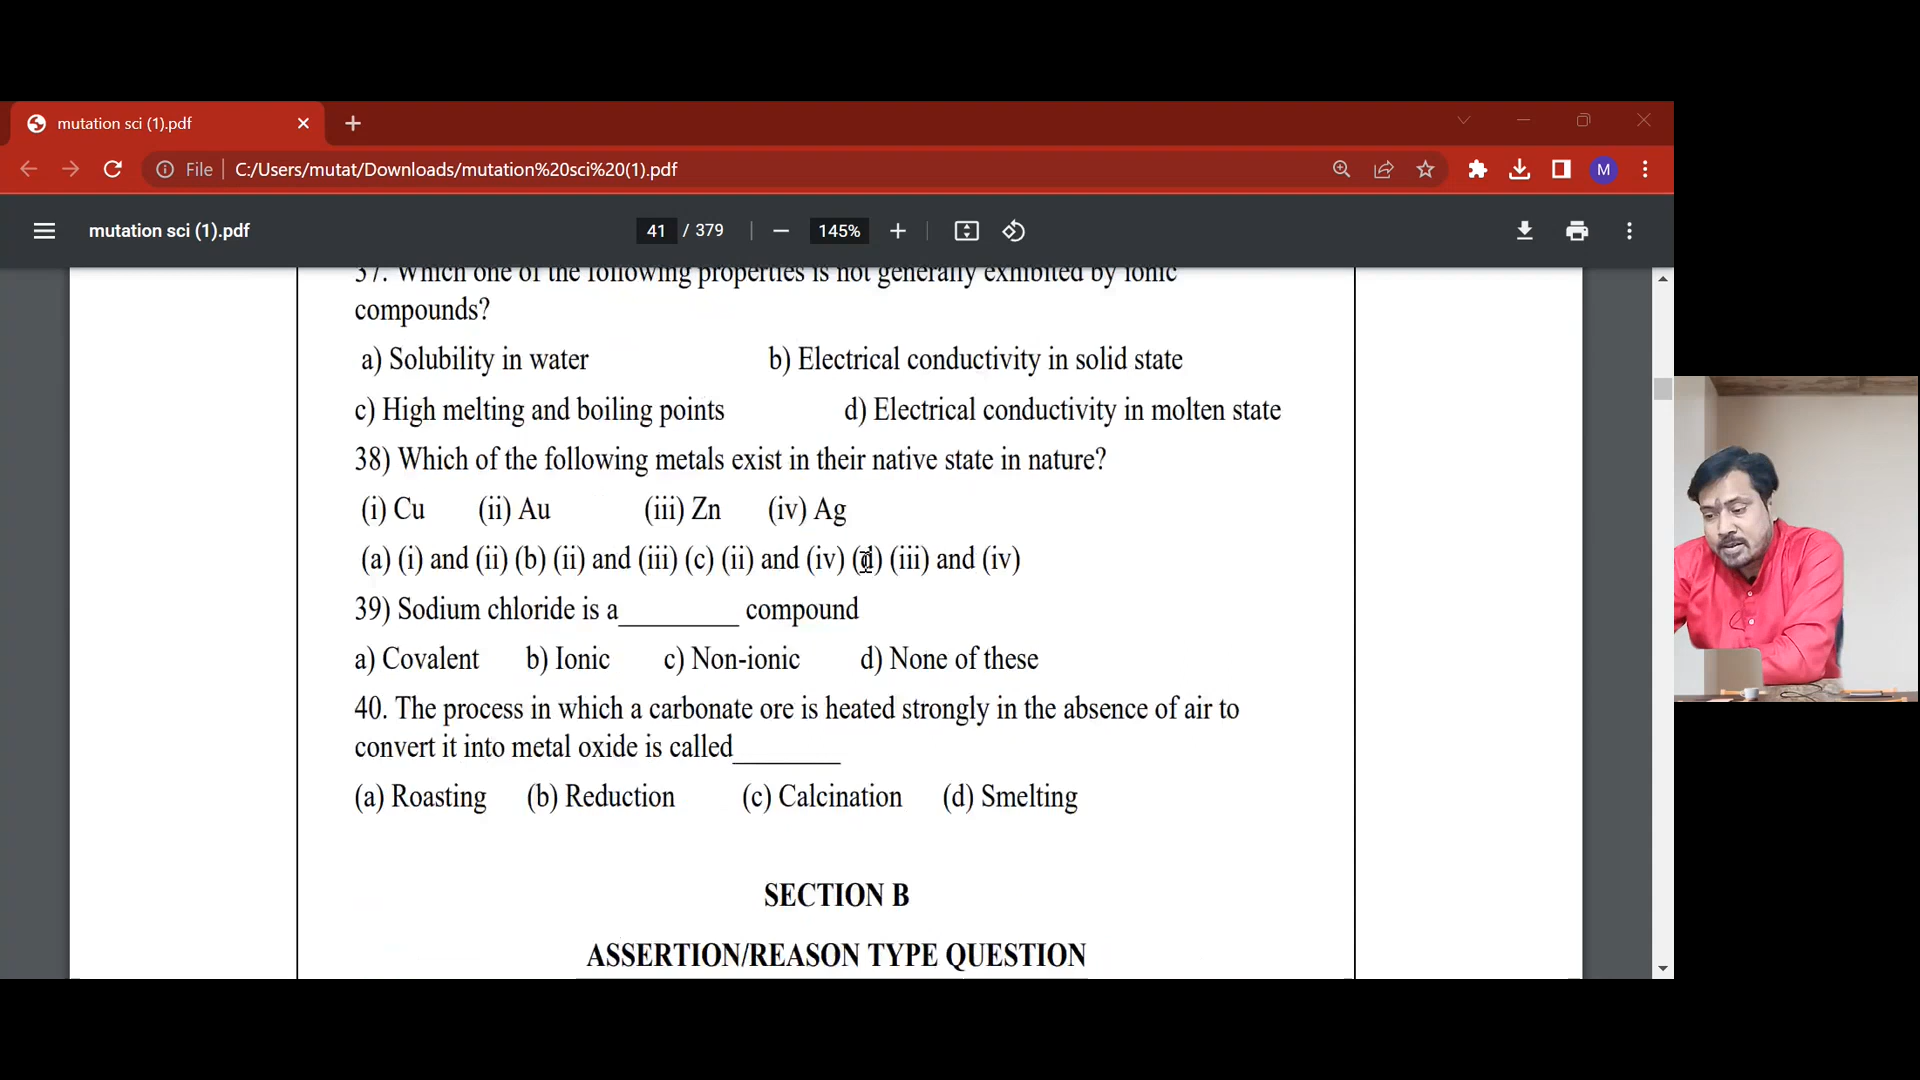 mutation sci (1).pdf
File
C:/Users/mutat/Downloads/mutation%20sci%20(1).pdf
M
mutation sci (1).pdf
41 / 379
145%
37. Which one of the following properties is not generally exhibited by ionic
compounds?
a) Solubility in water b) Electrical conductivity in solid state
c) High melting and boiling points d) Electrical conductivity in molten state
38) Which of the following metals exist in their native state in nature?
(i) Cu (ii) Au (iii) Zn (iv) Ag
(a) (i) and (ii) (b) (ii) and (iii) (c) (ii) and (iv) (d) (iii) and (iv)
39) Sodium chloride is a_________ compound
a) Covalent b) Ionic c) Non-ionic d) None of these
40. The process in which a carbonate ore is heated strongly in the absence of air to
convert it into metal oxide is called________
(a) Roasting (b) Reduction (c) Calcination (d) Smelting
SECTION B
ASSERTION/REASON TYPE QUESTION